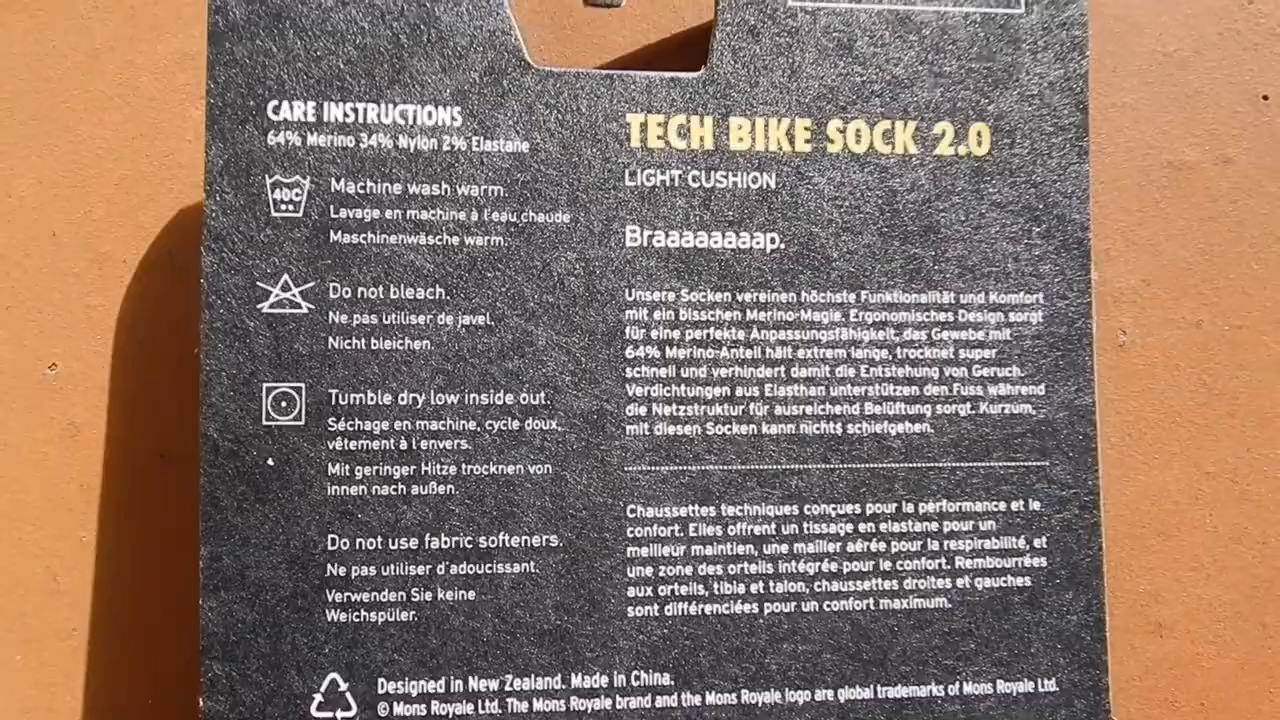 CARE INSTRUCTIONS
64% Merino 34% Nylon 2% Elastane
40C
Machine wash warm.
Lavage en machine à l'eau chaude
Maschinenwäsche warm.
Do not bleach.
Ne pas utiliser de javel.
Nicht bleichen.
Tumble dry low inside out.
Séchage en machine, cycle doux,
vêtement à l'envers.
Mit geringer Hitze trocknen von
innen nach außen.
Do not use fabric softeners.
Ne pas utiliser d'adoucissant.
Verwenden Sie keine
Weichspüler.
TECH BIKE SOCK 2.0
LIGHT CUSHION
Braaaaaaaap.
Unsere Socken vereinen höchste Funktionalität und Komfort
mit ein bisschen Merino-Magie. Ergonomisches Design sorgt
für eine perfekte Anpassungsfähigkeit, das Gewebe mit
64% Merino-Anteil hält extrem lange, trocknet super
schnell und verhindert damit die Entstehung von Geruch.
Verdichtungen aus Elasthan unterstützen den Fuss während
die Netzstruktur für ausreichend Belüftung sorgt. Kurzum,
mit diesen Socken kann nichts schiefgehen.
Chaussettes techniques conçues pour la performance et le
confort. Elles offrent un tissage en elastane pour un
meilleur maintien, une mailler aérée pour la respirabilité, et
une zone des orteils intégrée pour le confort. Rembourrées
aux orteils, tibia et talon, chaussettes droites et gauches
sont différenciées pour un confort maximum.
Designed in New Zealand. Made in China.
© Mons Royale Ltd. The Mons Royale brand and the Mons Royale logo are global trademarks of Mons Royale Ltd.